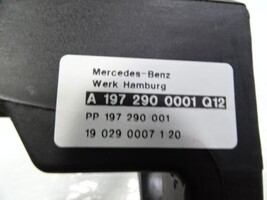 Mercedes-Benz
Werk Hamburg
A 197 290 0001 Q12
PP 197 290 001
19 029 0007 1 20